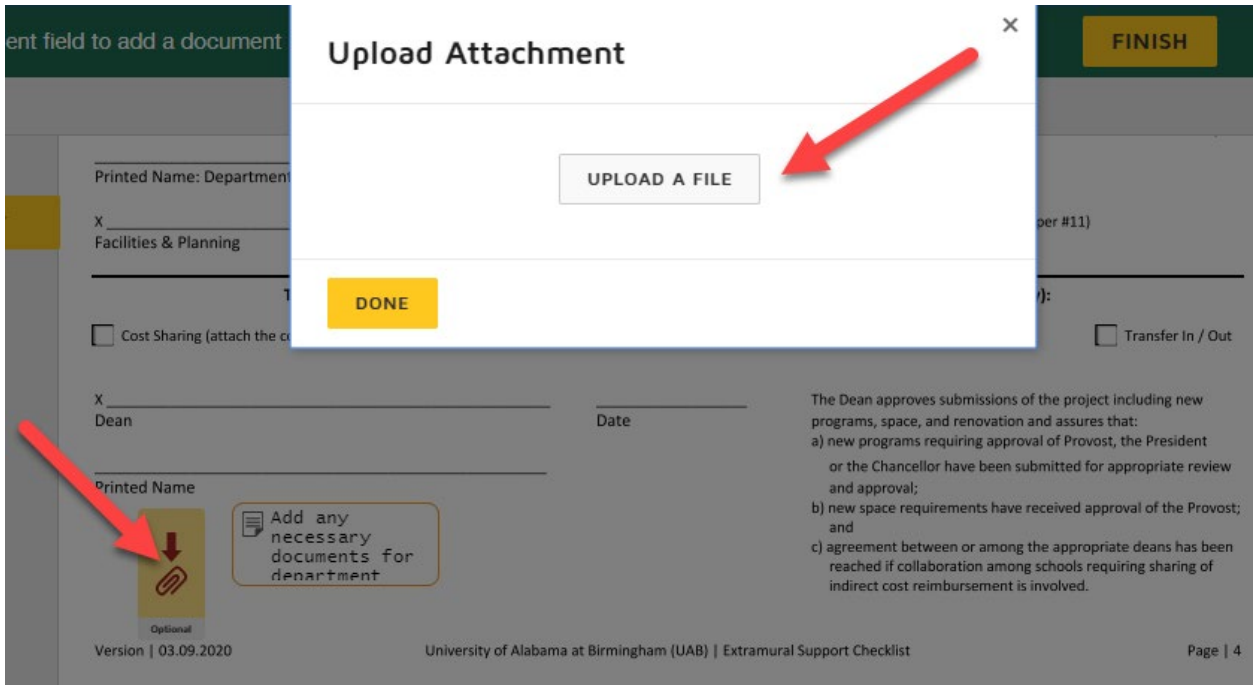 ent field to add a document
Upload Attachment
×
FINISH
UPLOAD A FILE
DONE
Printed Name: Department
X
per #11)
Facilities & Planning
):
Cost Sharing (attach the
Transfer In / Out
X
Dean
Date
Printed Name
The Dean approves submissions of the project including new
programs, space, and renovation and assures that:
a) new programs requiring approval of Provost, the President
or the Chancellor have been submitted for appropriate review
and approval;
b) new space requirements have received approval of the Provost;
and
c) agreement between or among the appropriate deans has been
reached if collaboration among schools requiring sharing of
indirect cost reimbursement is involved.
Add any
necessary
documents for
department
Optional
Version | 03.09.2020
University of Alabama at Birmingham (UAB) | Extramural Support Checklist
Page | 4